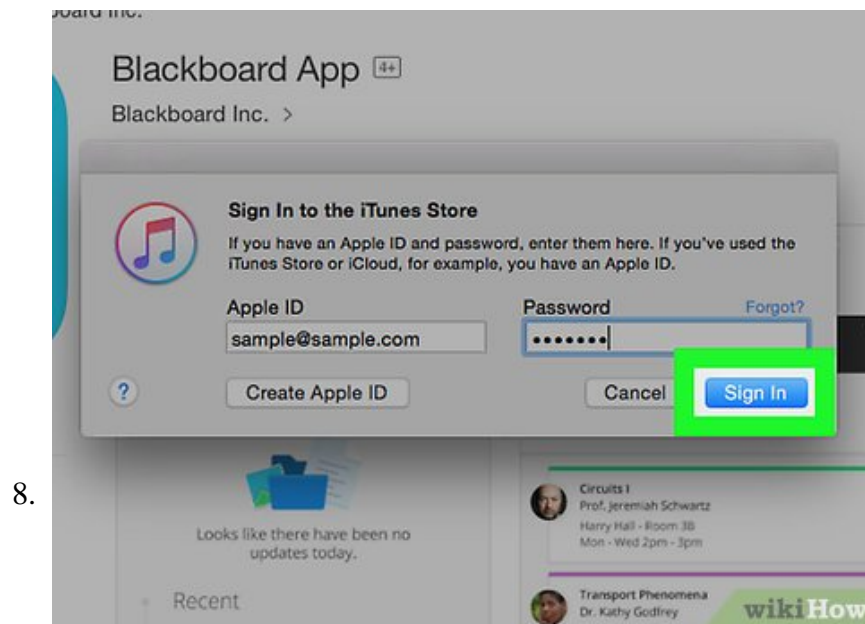 Blackboard App 4+
Blackboard Inc. >
Sign In to the iTunes Store
If you have an Apple ID and password, enter them here. If you've used the
iTunes Store or iCloud, for example, you have an Apple ID.
Apple ID
Password
Forgot?
sample@sample.com
•••••••
?
Create Apple ID
Cancel
Sign In
8.
Looks like there have been no
updates today.
Recent
Circuits I
Prof. Jeremiah Schwartz
Harry Hall - Room 3B
Mon - Wed 2pm - 3pm
Transport Phenomena
Dr. Kathy Godfrey
wikiHow